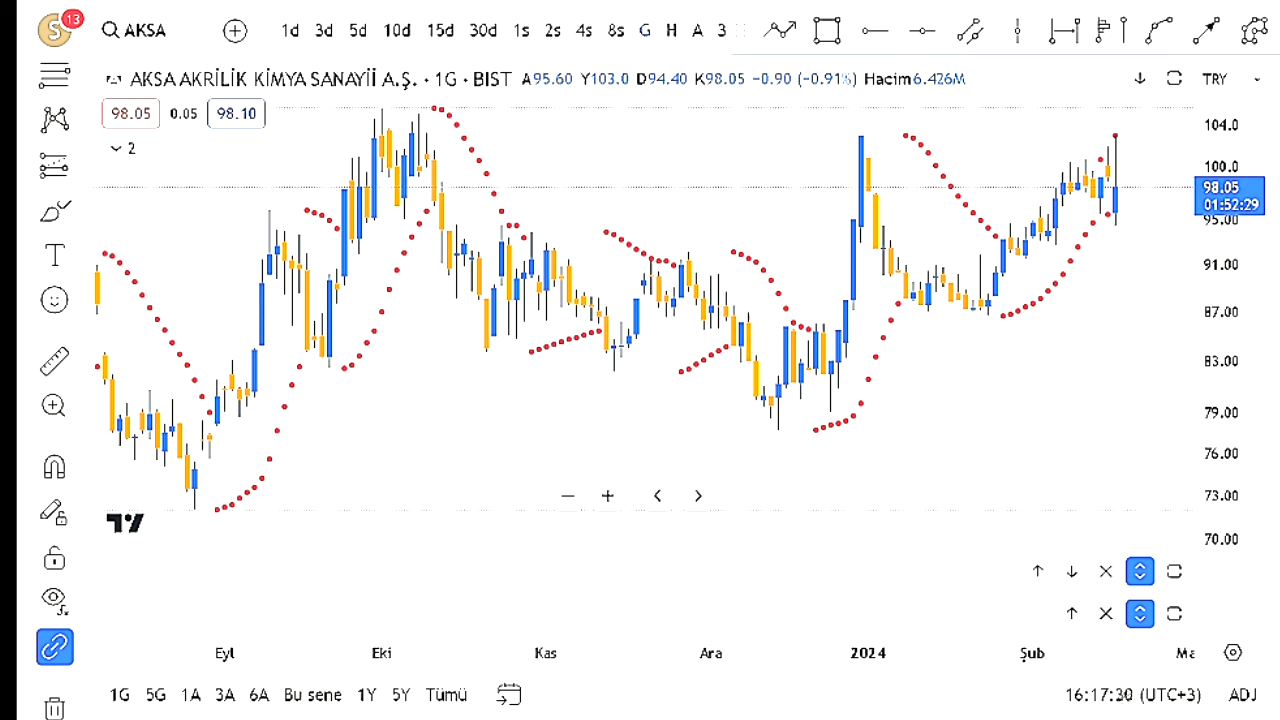 S 13 AKSA 1d 3d 5d 10d 15d 30d 1s 2s 4s 8s G H A 3
AKSA AKRİLİK KİMYA SANAYİİ A.Ş. · 1G · BIST A95.60 Y103.0 D94.40 K98.05 −0.90 (−0.91%) Hacim6.426M TRY
98.05 0.05 98.10
2
104.0
100.0
98.05
01:52:29
95.00
91.00
87.00
83.00
79.00
76.00
73.00
70.00
Eyl Eki Kas Ara 2024 Şub Ma
1G 5G 1A 3A 6A Bu sene 1Y 5Y Tümü 16:17:30 (UTC+3) ADJ